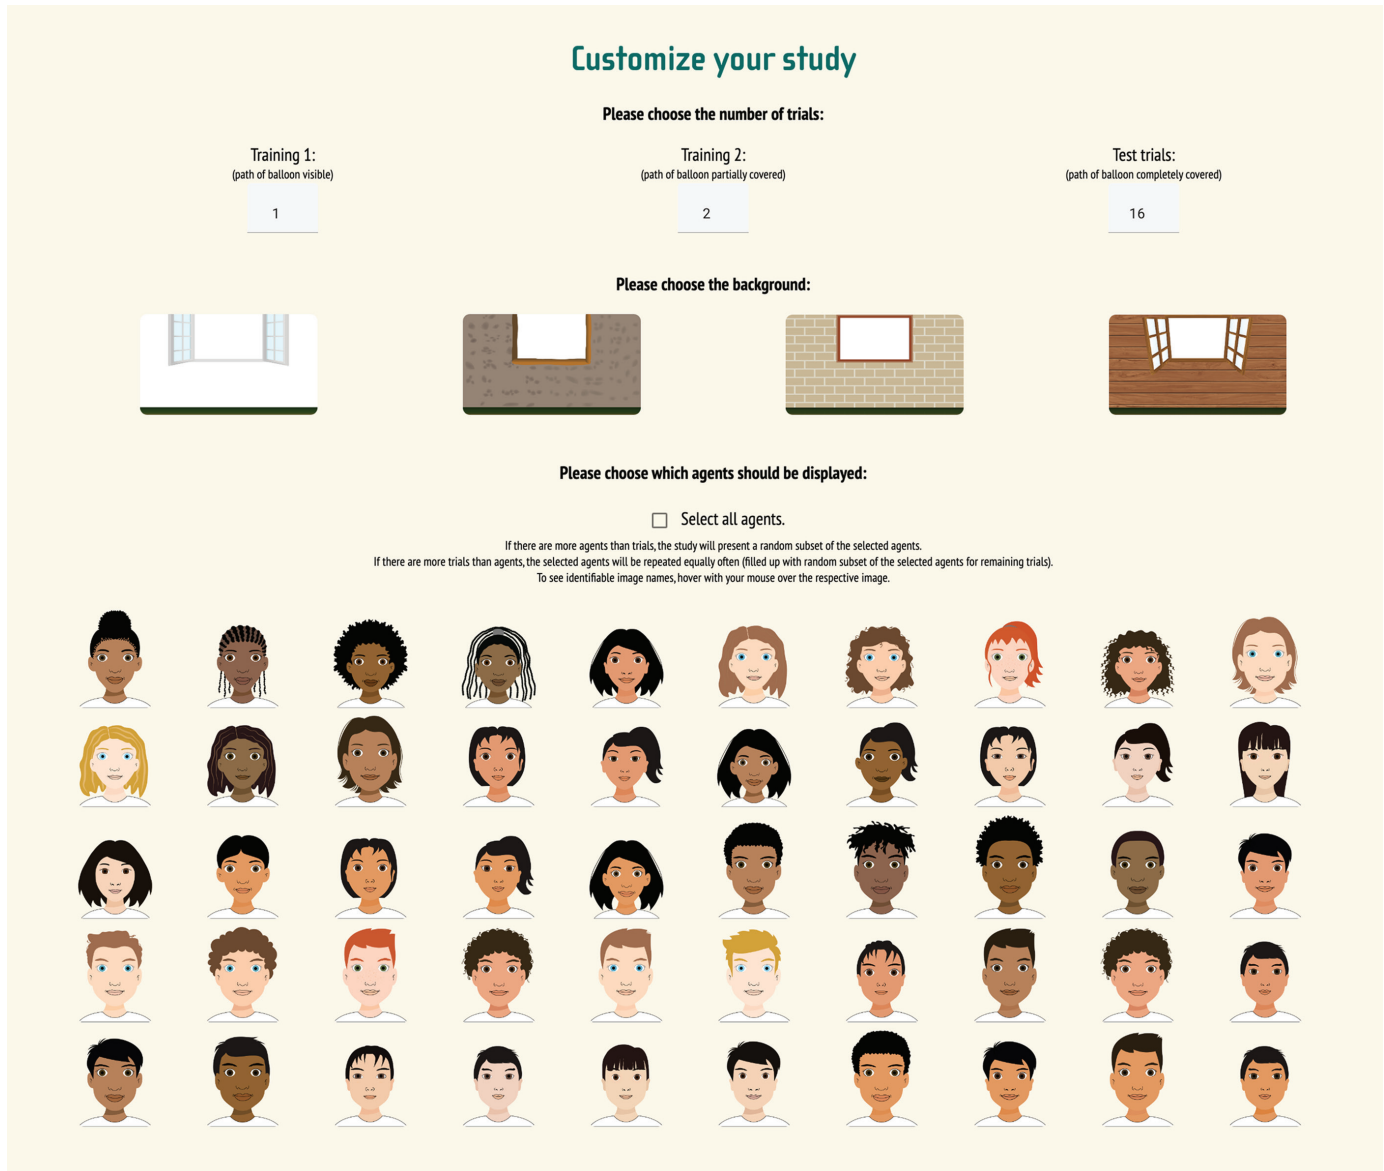 Customize your study
Please choose the number of trials:
Training 1:
(path of balloon visible)
1
Training 2:
(path of balloon partially covered)
2
Test trials:
(path of balloon completely covered)
16
Please choose the background:
Please choose which agents should be displayed:
Select all agents.
If there are more agents than trials, the study will present a random subset of the selected agents.
If there are more trials than agents, the selected agents will be repeated equally often (filled up with random subset of the selected agents for remaining trials).
To see identifiable image names, hover with your mouse over the respective image.